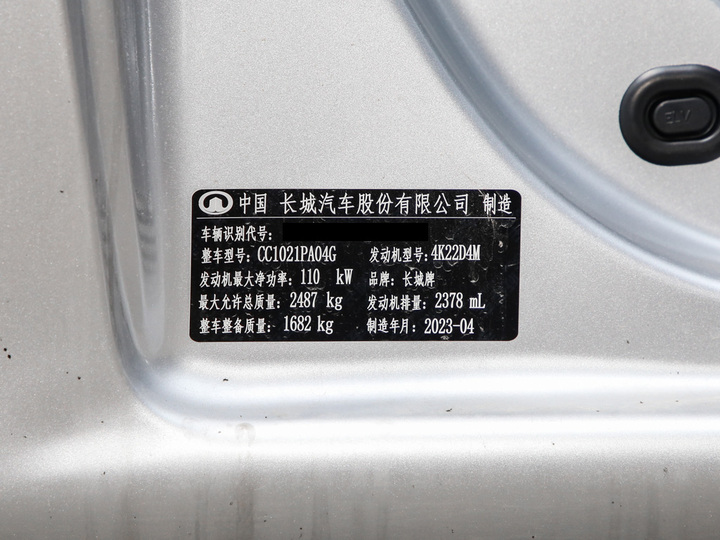 中国 长城汽车股份有限公司 制造
车辆识别代号:
整车型号: CC1021PA04G 发动机型号: 4K22D4M
发动机最大净功率: 110 kW 品牌: 长城牌
最大允许总质量: 2487 kg 发动机排量: 2378 mL
整车整备质量: 1682 kg 制造年月: 2023-04